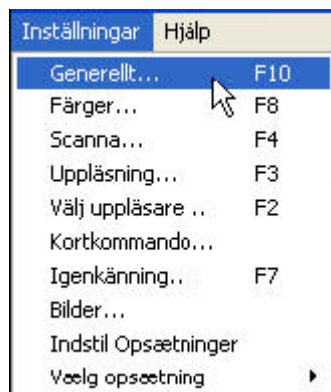 Inställningar Hjälp
Generellt... F10
Färger... F8
Scanna... F4
Uppläsning... F3
Välj uppläsare .. F2
Kortkommando...
Igenkänning.. F7
Bilder...
Indstil Opsætninger
Vælg opsætning